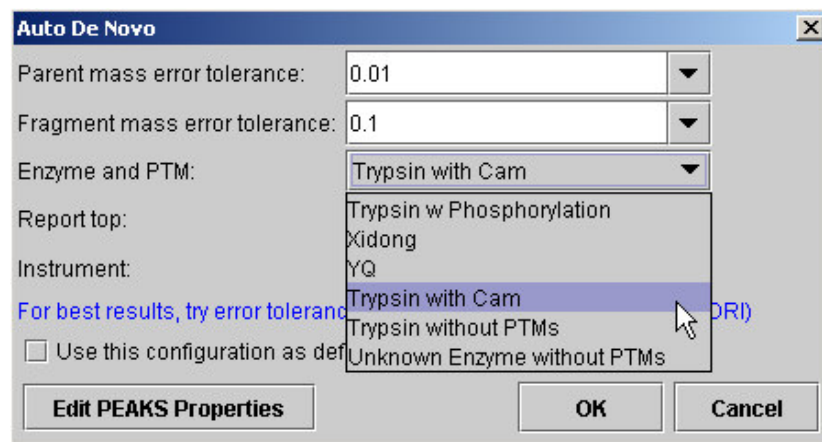 Auto De Novo
Parent mass error tolerance: 0.01
Fragment mass error tolerance: 0.1
Enzyme and PTM: Trypsin with Cam
Trypsin w Phosphorylation
Report top:
Xidong
Instrument:
YQ
Trypsin with Cam
For best results, try error DRI)
Trypsin without PTMs
Use this configuration as
Unknown Enzyme without PTMs
Edit PEAKS Properties OK Cancel